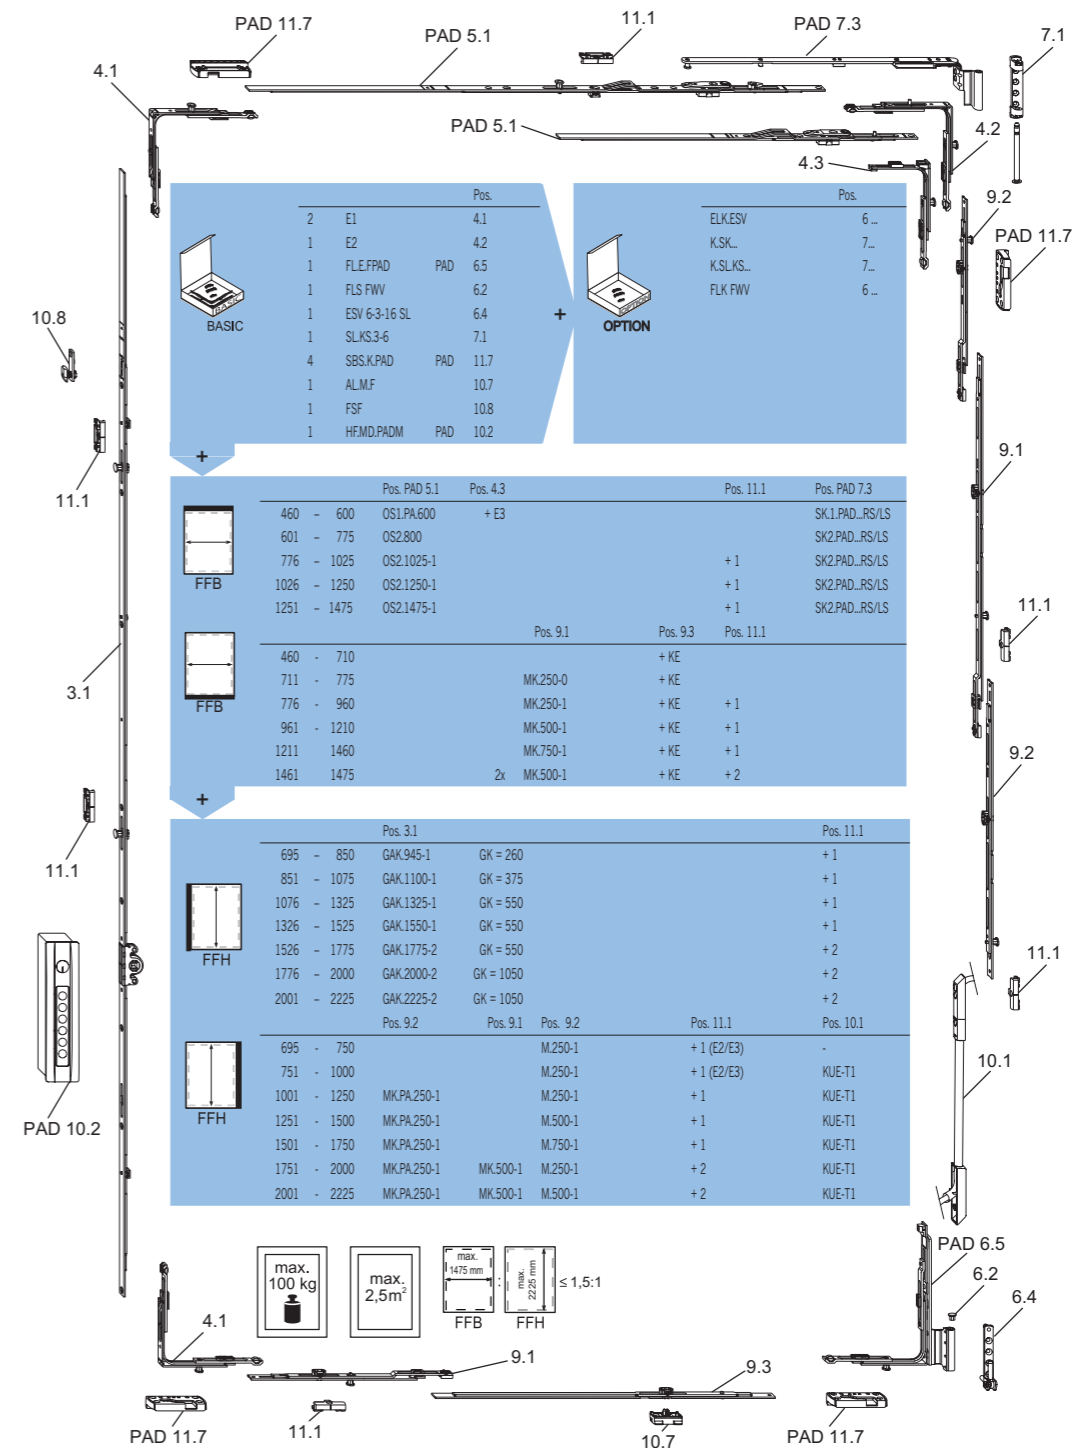 PAD 11.7
PAD 5.1
11.1
PAD 7.3
7.1
4.1
PAD 5.1
4.2
4.3
9.2
PAD 11.7
Pos.
2 E1 4.1
1 E2 4.2
1 FL.E.FPAD PAD 6.5
1 FLS FWV 6.2
1 ESV 6-3-16 SL 6.4
1 SL.KS.3-6 7.1
4 SBS.K.PAD PAD 11.7
1 AL.M.F 10.7
1 FSF 10.8
1 HF.MD.PADM PAD 10.2
BASIC
BASIC
+
Pos.
ELK.ESV 6 ...
K.SK... 7...
K.SL.KS... 7...
FLK FWV 6 ...
OPTION
OPTION
10.8
11.1
9.1
+
Pos. PAD 5.1 Pos. 4.3 Pos. 11.1 Pos. PAD 7.3
460 – 600 OS1.PA.600 + E3 SK.1.PAD...RS/LS
601 – 775 OS2.800 SK2.PAD...RS/LS
776 – 1025 OS2.1025-1 + 1 SK2.PAD...RS/LS
1026 – 1250 OS2.1250-1 + 1 SK2.PAD...RS/LS
1251 – 1475 OS2.1475-1 + 1 SK2.PAD...RS/LS
FFB
11.1
3.1
Pos. 9.1 Pos. 9.3 Pos. 11.1
460 - 710 + KE
711 - 775 MK.250-0 + KE
776 - 960 MK.250-1 + KE + 1
961 - 1210 MK.500-1 + KE + 1
1211 1460 MK.750-1 + KE + 1
1461 1475 2x MK.500-1 + KE + 2
FFB
9.2
+
11.1
Pos. 3.1 Pos. 11.1
695 – 850 GAK.945-1 GK = 260 + 1
851 – 1075 GAK.1100-1 GK = 375 + 1
1076 – 1325 GAK.1325-1 GK = 550 + 1
1326 – 1525 GAK.1550-1 GK = 550 + 1
1526 – 1775 GAK.1775-2 GK = 550 + 2
1776 – 2000 GAK.2000-2 GK = 1050 + 2
2001 – 2225 GAK.2225-2 GK = 1050 + 2
FFH
11.1
Pos. 9.2 Pos. 9.1 Pos. 9.2 Pos. 11.1 Pos. 10.1
695 - 750 M.250-1 + 1 (E2/E3) -
751 - 1000 M.250-1 + 1 (E2/E3) KUE-T1
1001 - 1250 MK.PA.250-1 M.250-1 + 1 KUE-T1
1251 - 1500 MK.PA.250-1 M.500-1 + 1 KUE-T1
1501 - 1750 MK.PA.250-1 M.750-1 + 1 KUE-T1
1751 - 2000 MK.PA.250-1 MK.500-1 M.250-1 + 2 KUE-T1
2001 - 2225 MK.PA.250-1 MK.500-1 M.500-1 + 2 KUE-T1
FFH
10.1
PAD 10.2
max.
100 kg
max.
2,5m²
max.
1475 mm
FFB
:
max.
2225 mm
FFH
≤ 1,5:1
PAD 6.5
6.2
6.4
4.1
9.1
9.3
PAD 11.7
11.1
10.7
PAD 11.7